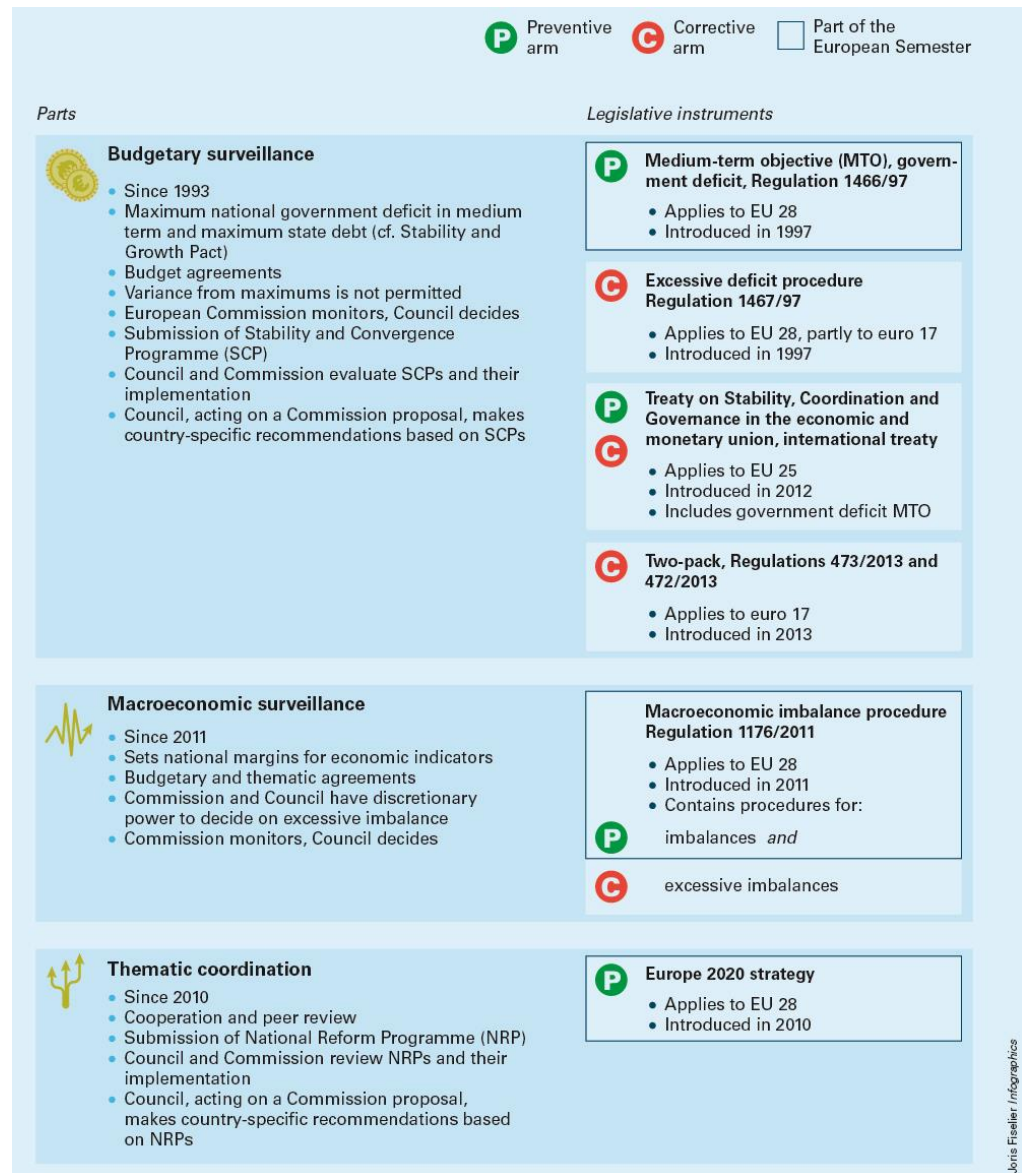 P Preventive arm
C Corrective arm
Part of the European Semester
Parts
Legislative instruments
Budgetary surveillance
• Since 1993
• Maximum national government deficit in medium
term and maximum state debt (cf. Stability and
Growth Pact)
• Budget agreements
• Variance from maximums is not permitted
• European Commission monitors, Council decides
• Submission of Stability and Convergence
Programme (SCP)
• Council and Commission evaluate SCPs and their
implementation
• Council, acting on a Commission proposal, makes
country-specific recommendations based on SCPs
P
Medium-term objective (MTO), govern-
ment deficit, Regulation 1466/97
• Applies to EU 28
• Introduced in 1997
C
Excessive deficit procedure
Regulation 1467/97
• Applies to EU 28, partly to euro 17
• Introduced in 1997
P
C
Treaty on Stability, Coordination and
Governance in the economic and
monetary union, international treaty
• Applies to EU 25
• Introduced in 2012
• Includes government deficit MTO
C
Two-pack, Regulations 473/2013 and
472/2013
• Applies to euro 17
• Introduced in 2013
Macroeconomic surveillance
• Since 2011
• Sets national margins for economic indicators
• Budgetary and thematic agreements
• Commission and Council have discretionary
power to decide on excessive imbalance
• Commission monitors, Council decides
Macroeconomic imbalance procedure
Regulation 1176/2011
• Applies to EU 28
• Introduced in 2011
• Contains procedures for:
P imbalances and
C excessive imbalances
Thematic coordination
• Since 2010
• Cooperation and peer review
• Submission of National Reform Programme (NRP)
• Council and Commission review NRPs and their
implementation
• Council, acting on a Commission proposal,
makes country-specific recommendations based
on NRPs
P
Europe 2020 strategy
• Applies to EU 28
• Introduced in 2010
Joris Fiselier Infographics